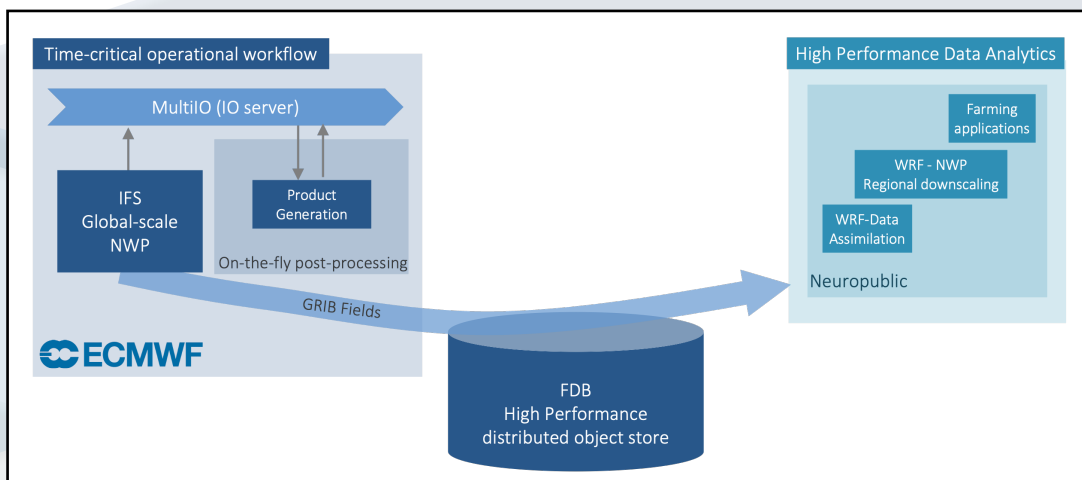 Time-critical operational workflow
MultiIO (IO server)
IFS
Global-scale
NWP
Product
Generation
On-the-fly post-processing
GRIB Fields
ECMWF
FDB
High Performance
distributed object store
High Performance Data Analytics
Farming
applications
WRF - NWP
Regional downscaling
WRF-Data
Assimilation
Neuropublic